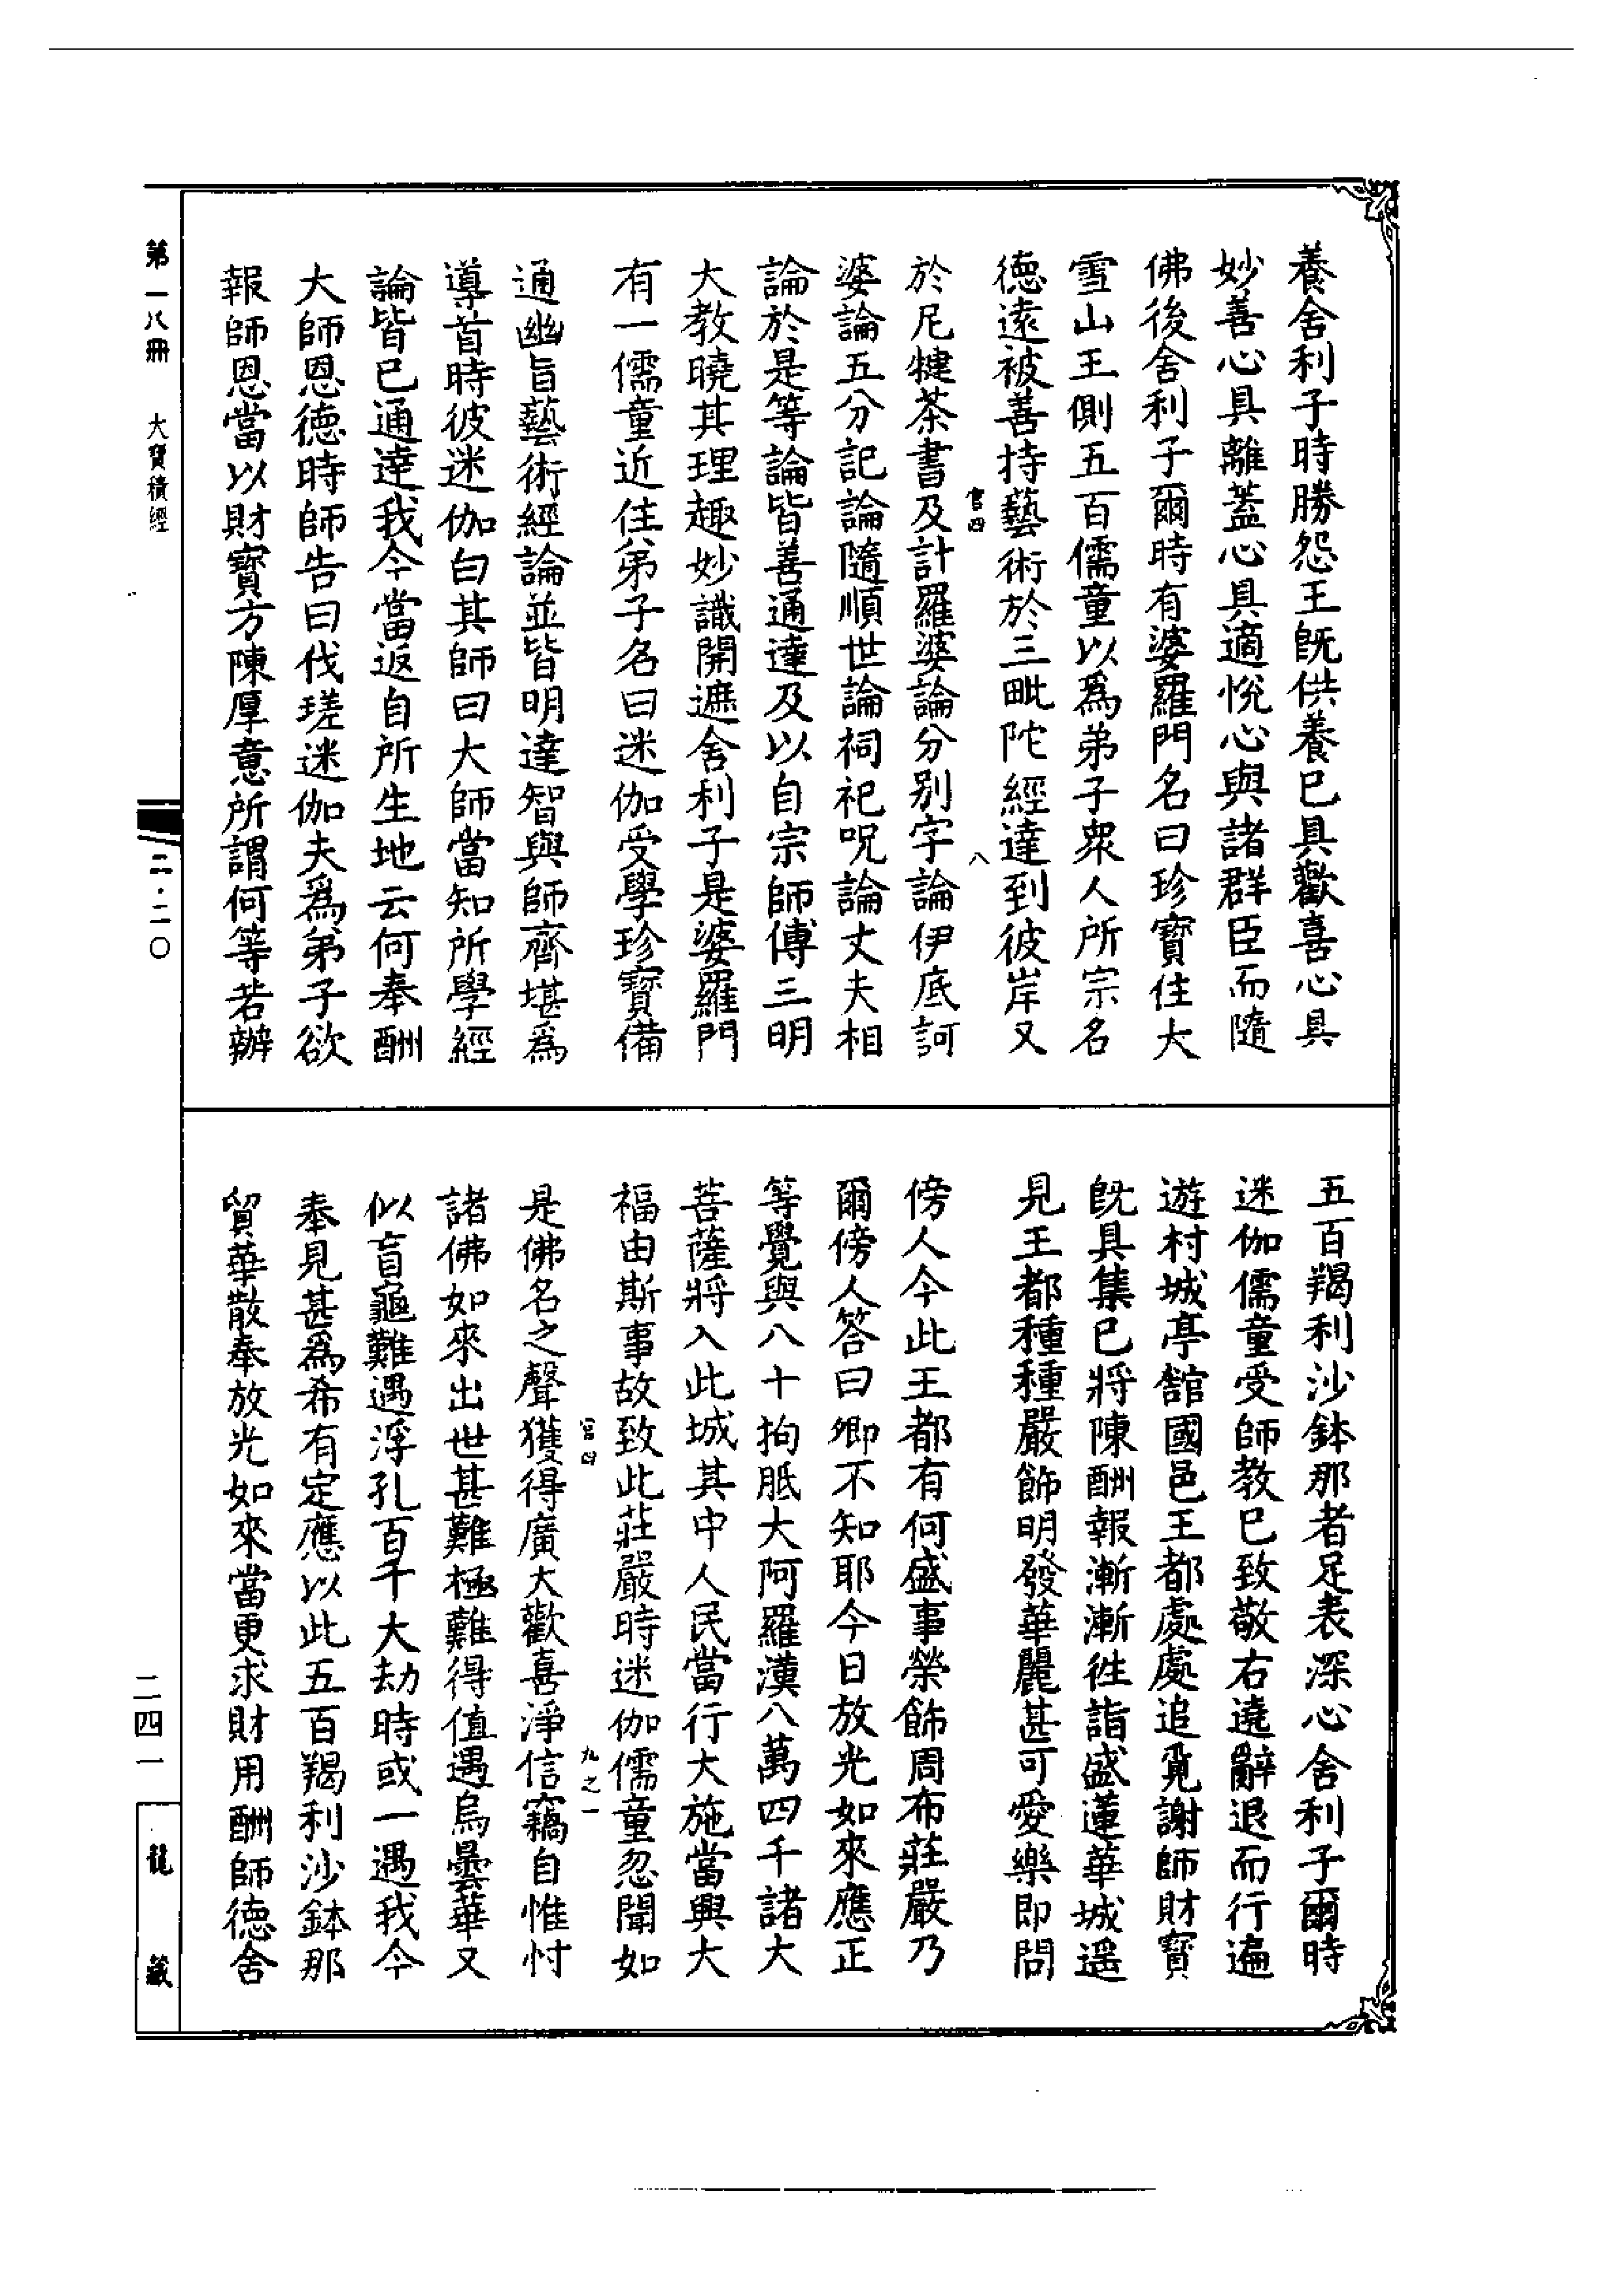 養舍利子時勝怨王既供養已具歡喜心具
妙善心具離蓋心具適悅心與諸群臣而隨
佛後舍利子爾時有婆羅門名曰珍寶住大
雪山王側五百儒童以為弟子眾人所宗名
德遠被善持藝術於三毗陀經達到彼岸又
官四
八
於尼犍茶書及計羅婆論分别字論伊底訶
婆論五分記論隨順世論祠祀呪論丈夫相
論於是等論皆善通達及以自宗師傅三明
大教曉其理趣妙識開遮舍利子是婆羅門
有一儒童近住弟子名曰迷伽受學珍寶備
通幽旨藝術經論並皆明達智與師齊堪為
導首時彼迷伽白其師曰大師當知所學經
論皆已通達我今當返自所生地云何奉酬
大師恩德時師告曰伐瑳迷伽夫為弟子欲
報師恩當以財寶方陳厚意所謂何等若辦
五百羯利沙鉢那者足表深心舍利子爾時
迷伽儒童受師教已致敬右遶辭退而行遍
遊村城亭館國邑王都處處追覓謝師財寶
既具集已將陳酬報漸漸往詣盛蓮華城遥
見王都種種嚴飾明發華麗甚可愛樂即問
傍人今此王都有何盛事榮飾周布莊嚴乃
爾傍人答曰卿不知耶今日放光如來應正
等覺與八十拘胝大阿羅漢八萬四千諸大
菩薩將入此城其中人民當行大施當興大
福由斯事故致此莊嚴時迷伽儒童忽聞如
官四
九之一
是佛名之聲獲得廣大歡喜淨信竊自惟忖
諸佛如來出世甚難極難得值遇烏曇華又
似盲龜難遇浮孔百千大劫時或一遇我今
奉見甚為希有定應以此五百羯利沙鉢那
貿華散奉放光如來當更求財用酬師德舍
第一八冊 大寶積經
二·二〇
二四一
龍藏